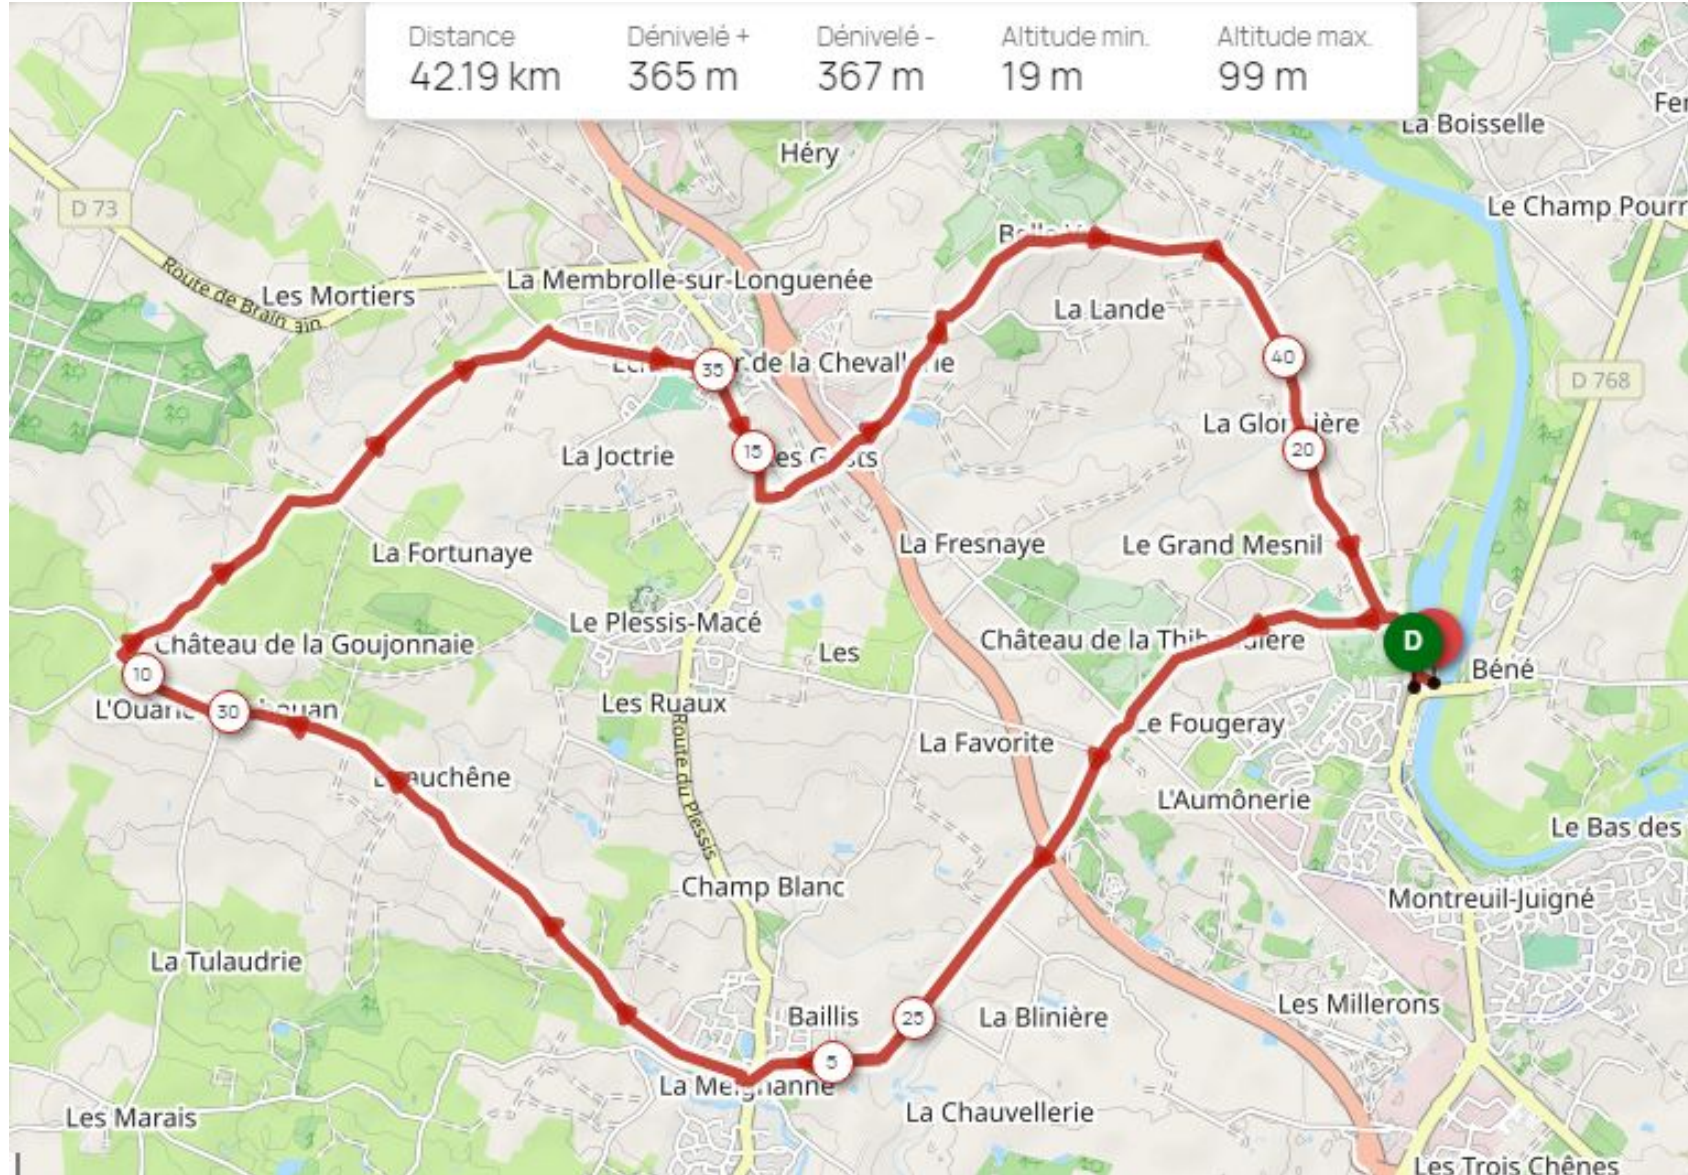 Distance
42.19 km
Dénivelé +
365 m
Dénivelé -
367 m
Altitude min.
19 m
Altitude max.
99 m
La Boisselle
Héry
D 73
Le Champ Pourr
Route de Brain
ain
Les Mortiers
La Membrolle-sur-Longuenée
La Lande
40
35
de la Chevall
D 768
15
La Joctrie
20
La Fortunaye
La Fresnaye
Le Grand Mesnil
Le Plessis-Macé
Château de la Goujonnaie
Les
D
Béné
10
30
Les Ruaux
Route du Plessis
La Favorite
Le Fougeray
L'Aumônerie
Le Bas des
Champ Blanc
Montreuil-Juigné
La Tulaudrie
Baillis
25
La Blinière
Les Millerons
5
Les Marais
La Chauvellerie
Les Trois Chênes